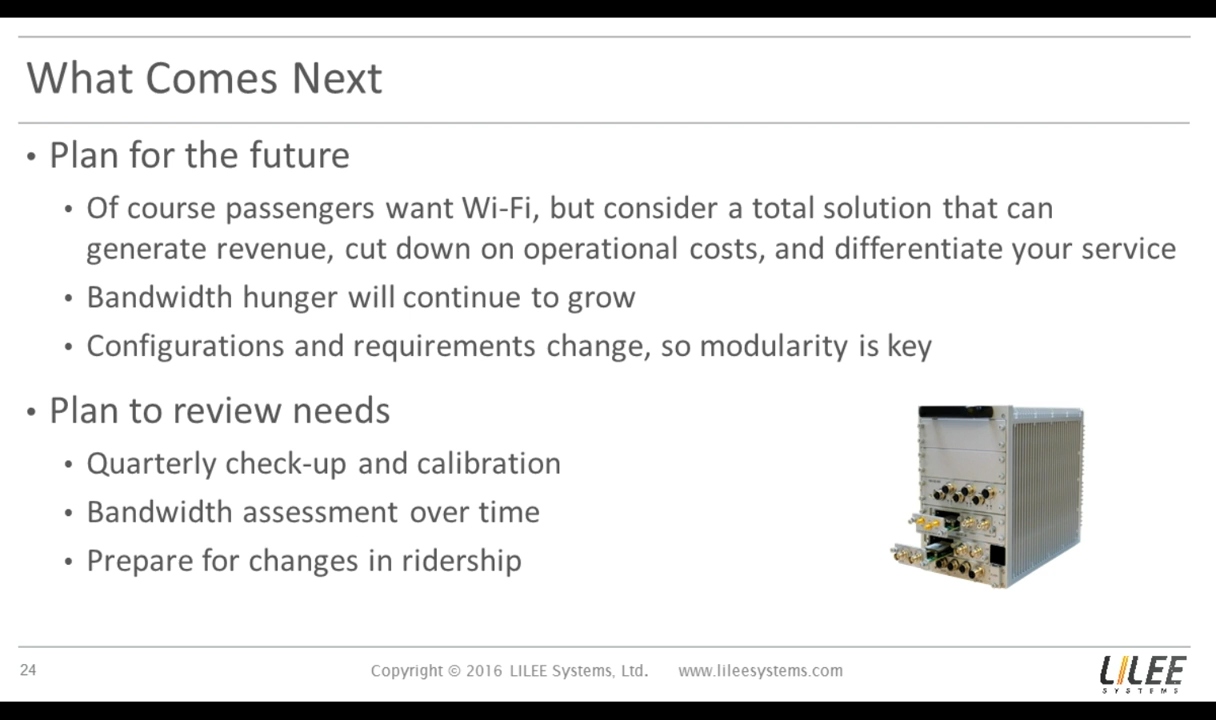 What Comes Next
• Plan for the future
• Of course passengers want Wi-Fi, but consider a total solution that can
generate revenue, cut down on operational costs, and differentiate your service
• Bandwidth hunger will continue to grow
• Configurations and requirements change, so modularity is key
• Plan to review needs
• Quarterly check-up and calibration
• Bandwidth assessment over time
• Prepare for changes in ridership
24
Copyright © 2016 LILEE Systems, Ltd. www.lileesystems.com
LILEE
SYSTEMS